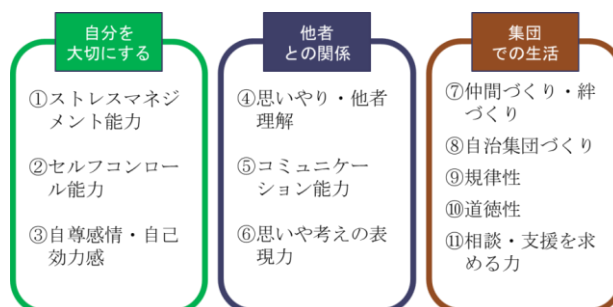 自分を
大切にする
①ストレスマネジ
メント能力
②セルフコンロー
ル能力
③自尊感情・自己
効力感
他者
との関係
④思いやり・他者
理解
⑤コミュニケー
ション能力
⑥思いや考えの表
現力
集団
での生活
⑦仲間づくり・絆
づくり
⑧自治集団づくり
⑨規律性
⑩道徳性
⑪相談・支援を求
める力